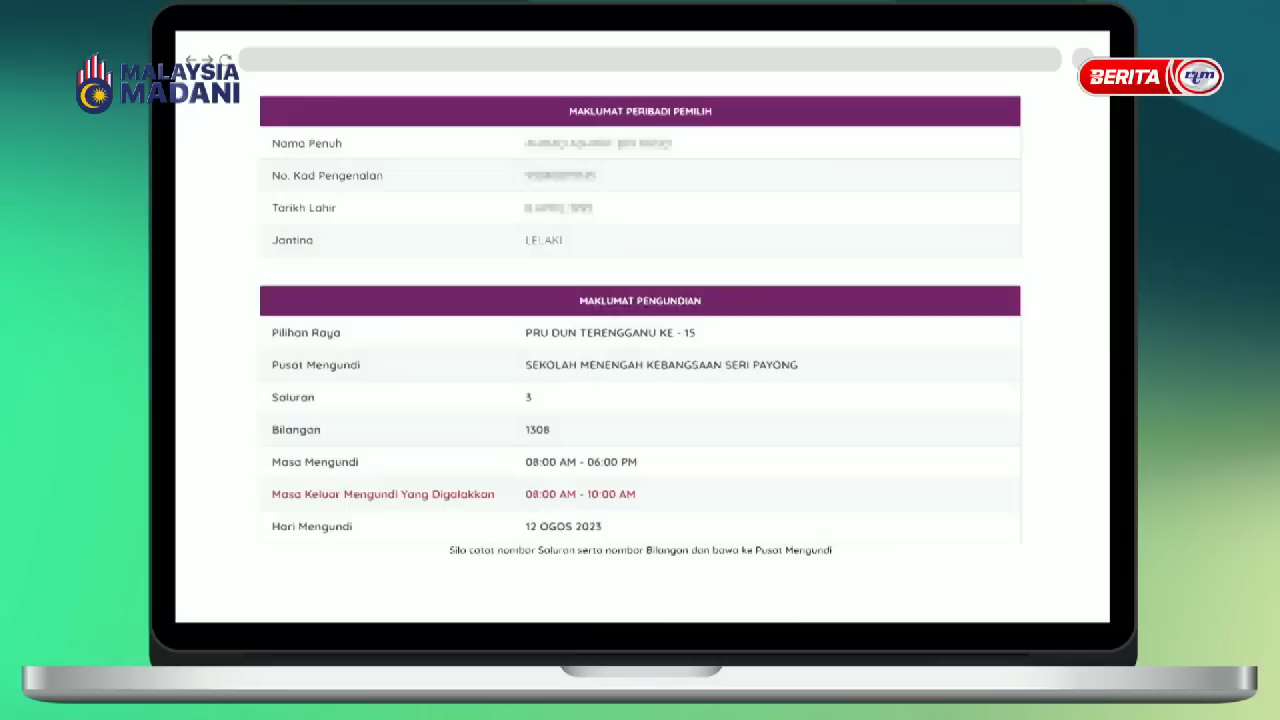 MALAYSIA
MADANI
BERITA rtm
MAKLUMAT PERIBADI PEMILIH
Nama Penuh
No. Kad Pengenalan
Tarikh Lahir
Jantina LELAKI
MAKLUMAT PENGUNDIAN
Pilihan Raya PRU DUN TERENGGANU KE - 15
Pusat Mengundi SEKOLAH MENENGAH KEBANGSAAN SERI PAYONG
Saluran 3
Bilangan 1308
Masa Mengundi 08:00 AM - 06:00 PM
Masa Keluar Mengundi Yang Digalakkan 08:00 AM - 10:00 AM
Hari Mengundi 12 OGOS 2023
Sila catat nombor Saluran serta nombor Bilangan dan bawa ke Pusat Mengundi